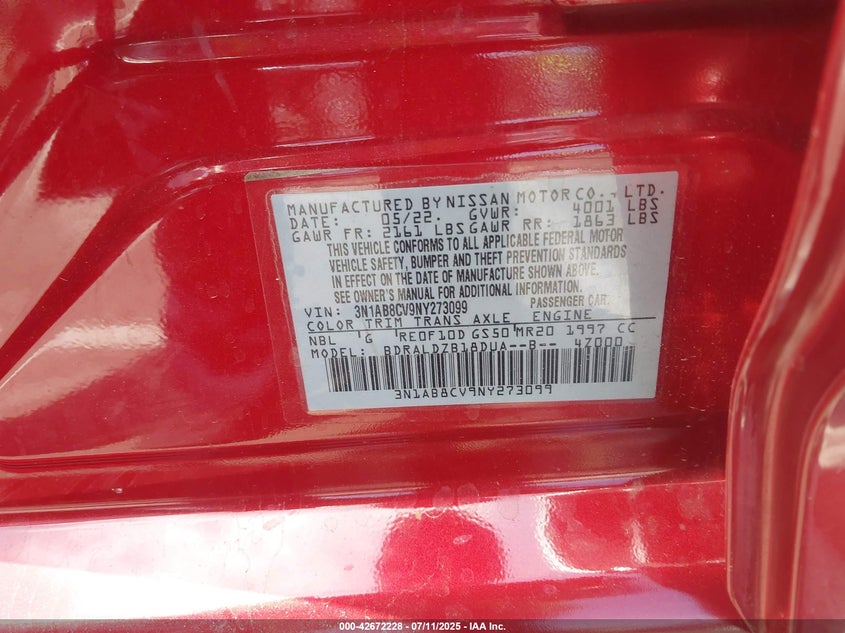 MANUFACTURED BY NISSAN MOTOR CO., LTD.
DATE: 05/22. GVWR: 4001 LBS
GAWR FR: 2161 LBS GAWR RR: 1863 LBS
THIS VEHICLE CONFORMS TO ALL APPLICABLE FEDERAL MOTOR
VEHICLE SAFETY, BUMPER AND THEFT PREVENTION STANDARDS
IN EFFECT ON THE DATE OF MANUFACTURE SHOWN ABOVE.
SEE OWNER'S MANUAL FOR ADDITIONAL INFORMATION.
VIN: 3N1AB8CV9NY273099 PASSENGER CAR
COLOR TRIM TRANS AXLE ENGINE
NBL G RE0F10D GS50 MR20 1997 CC
MODEL: BDRALDZB18DUA--B-- 47000
3N1AB8CV9NY273099
000-42672228 - 07/11/2025 - IAA Inc.